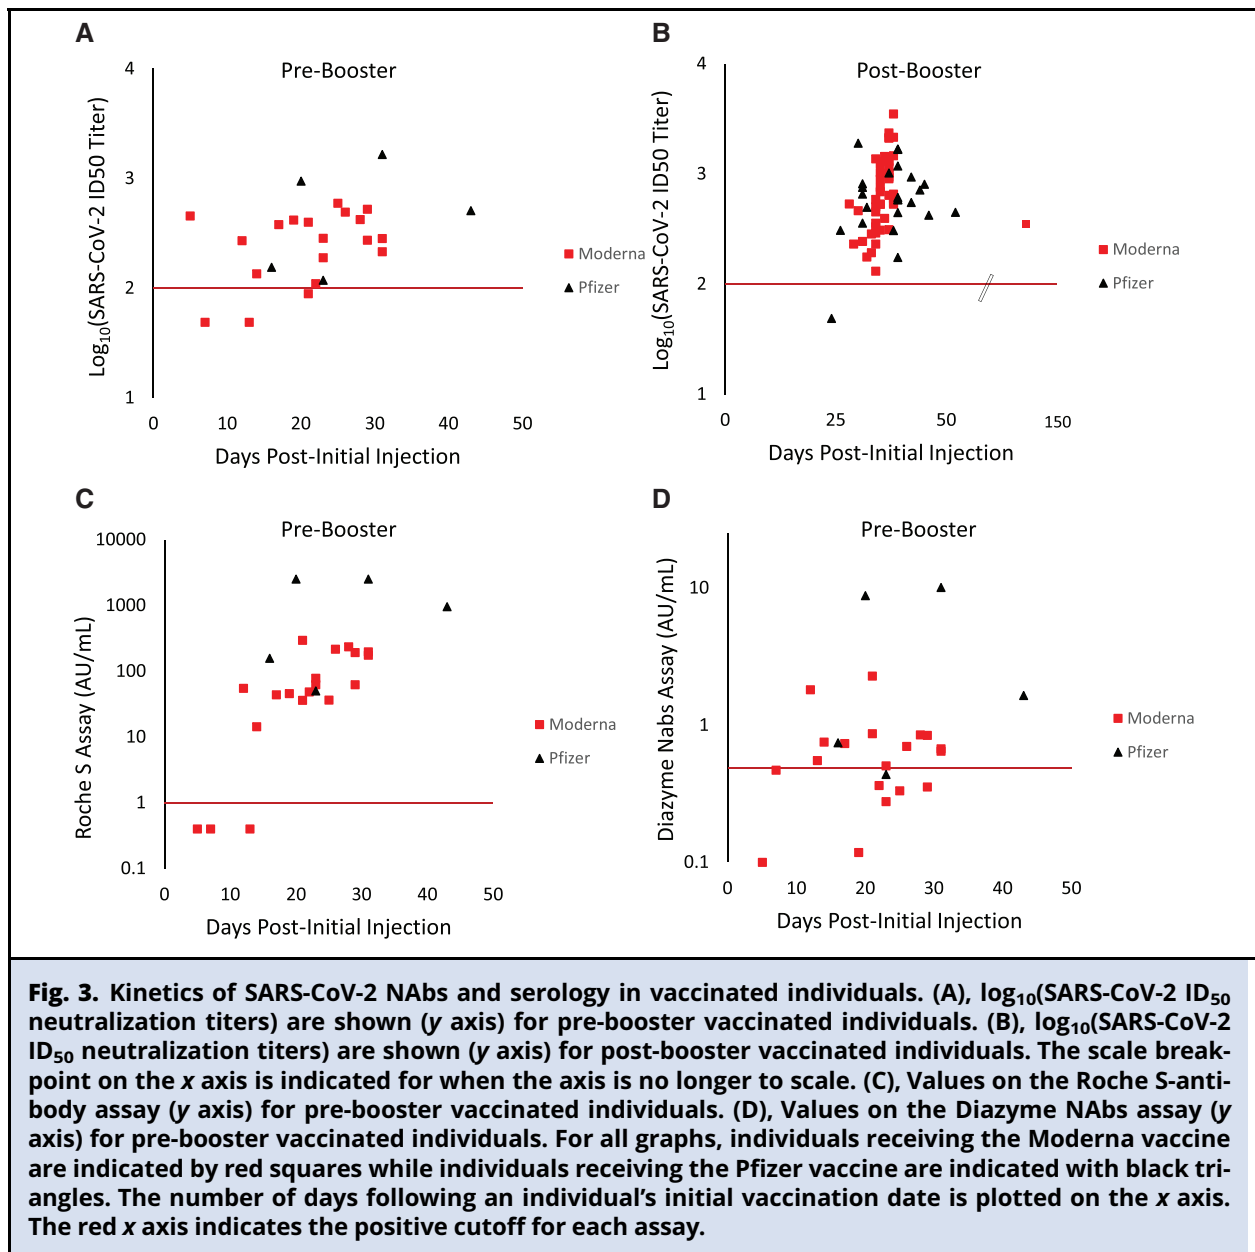 A
Pre-Booster
Log10(SARS-CoV-2 ID50 Titer)
4
3
2
1
0 10 20 30 40 50
Days Post-Initial Injection
Moderna
Pfizer
B
Post-Booster
Log10(SARS-CoV-2 ID50 Titer)
4
3
2
1
0 25 50 150
Days Post-Initial Injection
Moderna
Pfizer
C
Pre-Booster
Roche S Assay (AU/mL)
10000
1000
100
10
1
0.1
0 10 20 30 40 50
Days Post-Initial Injection
Moderna
Pfizer
D
Pre-Booster
Diazyme Nabs Assay (AU/mL)
10
1
0.1
0 10 20 30 40 50
Days Post-Initial Injection
Moderna
Pfizer
Fig. 3. Kinetics of SARS-CoV-2 NAbs and serology in vaccinated individuals. (A), log10(SARS-CoV-2 ID50
neutralization titers) are shown (y axis) for pre-booster vaccinated individuals. (B), log10(SARS-CoV-2
ID50 neutralization titers) are shown (y axis) for post-booster vaccinated individuals. The scale break-
point on the x axis is indicated for when the axis is no longer to scale. (C), Values on the Roche S-anti-
body assay (y axis) for pre-booster vaccinated individuals. (D), Values on the Diazyme NAbs assay (y
axis) for pre-booster vaccinated individuals. For all graphs, individuals receiving the Moderna vaccine
are indicated by red squares while individuals receiving the Pfizer vaccine are indicated with black tri-
angles. The number of days following an individual's initial vaccination date is plotted on the x axis.
The red x axis indicates the positive cutoff for each assay.